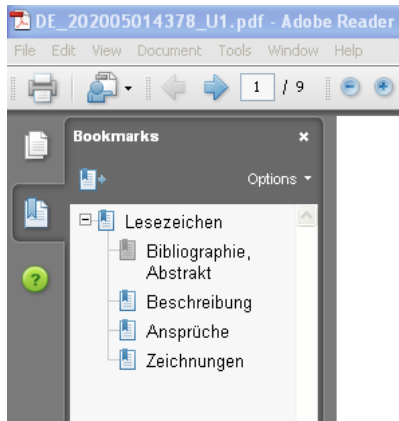 DE_202005014378_U1.pdf - Adobe Reader
File Edit View Document Tools Window Help
1 / 9
Bookmarks
Options
Lesezeichen
Bibliographie,
Abstrakt
Beschreibung
Ansprüche
Zeichnungen